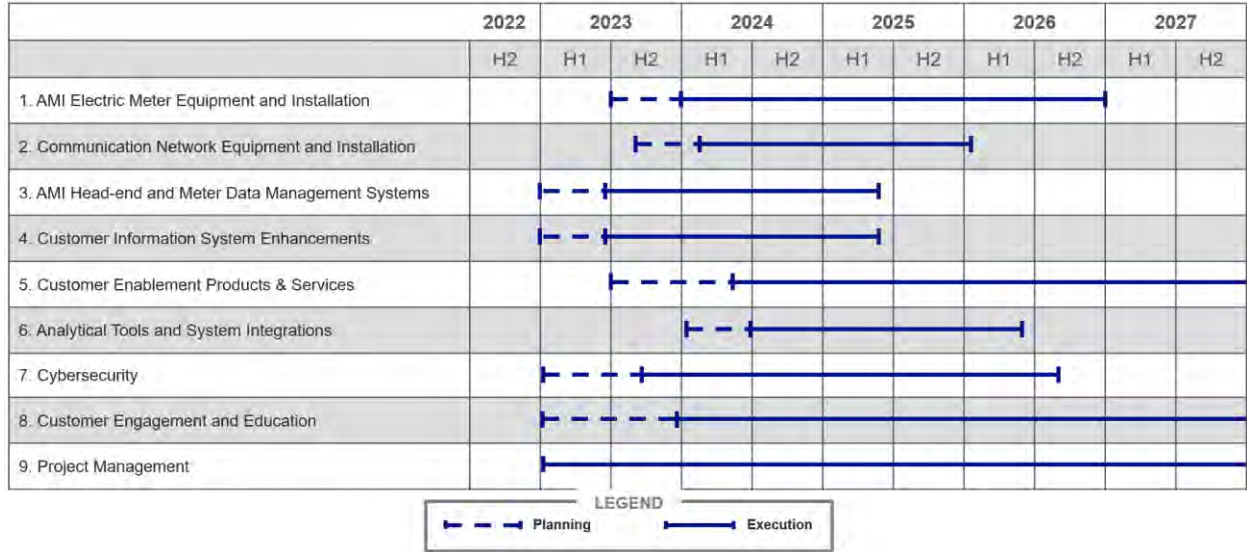 2022 2023 2024 2025 2026 2027
H2 H1 H2 H1 H2 H1 H2 H1 H2 H1 H2
1. AMI Electric Meter Equipment and Installation
2. Communication Network Equipment and Installation
3. AMI Head-end and Meter Data Management Systems
4. Customer Information System Enhancements
5. Customer Enablement Products & Services
6. Analytical Tools and System Integrations
7. Cybersecurity
8. Customer Engagement and Education
9. Project Management
LEGEND
Planning Execution